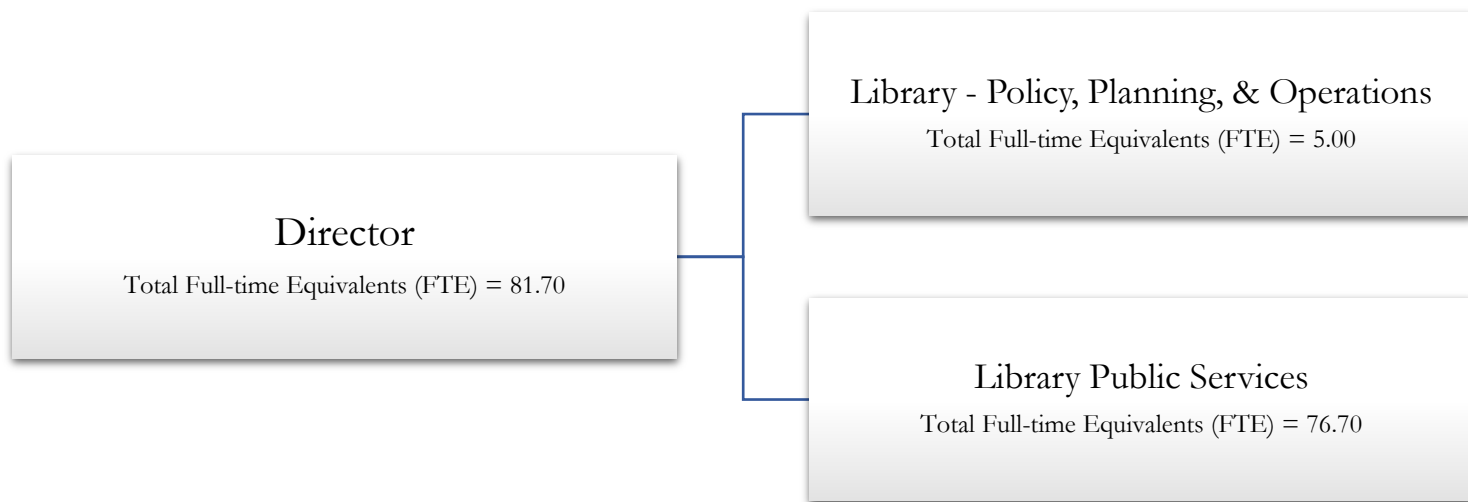 Director
Total Full-time Equivalents (FTE) = 81.70
Library - Policy, Planning, & Operations
Total Full-time Equivalents (FTE) = 5.00
Library Public Services
Total Full-time Equivalents (FTE) = 76.70